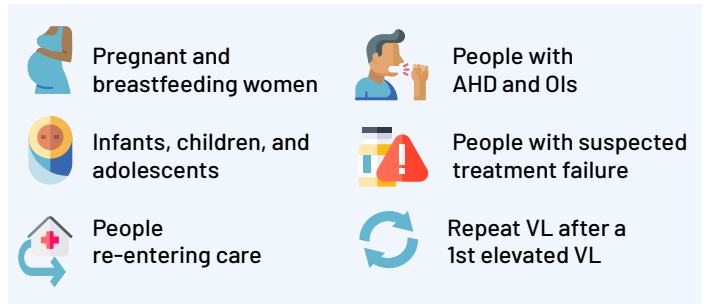 Pregnant and
breastfeeding women
People with
AHD and OIs
Infants, children, and
adolescents
People with suspected
treatment failure
People
re-entering care
Repeat VL after a
1st elevated VL